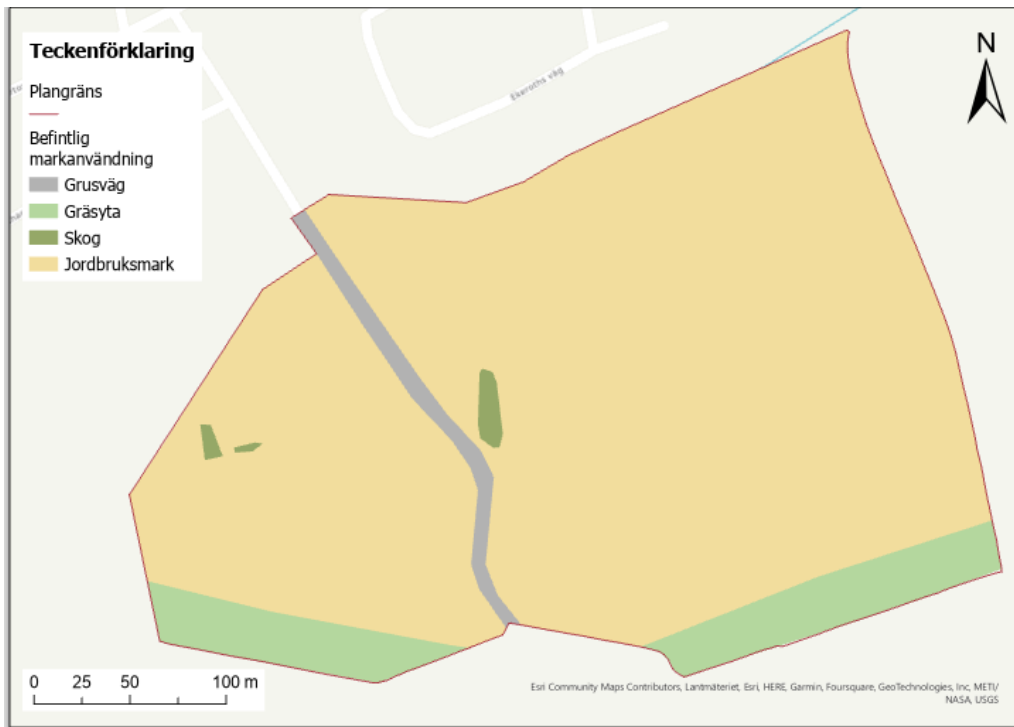 Teckenförklaring
Plangräns
Befintlig
markanvändning
Grusväg
Gräsyta
Skog
Jordbruksmark
Ekeroths väg
N
0 25 50 100 m
Esri Community Maps Contributors, Lantmäteriet, Esri, HERE, Garmin, Foursquare, GeoTechnologies, Inc, METI/
NASA, USGS